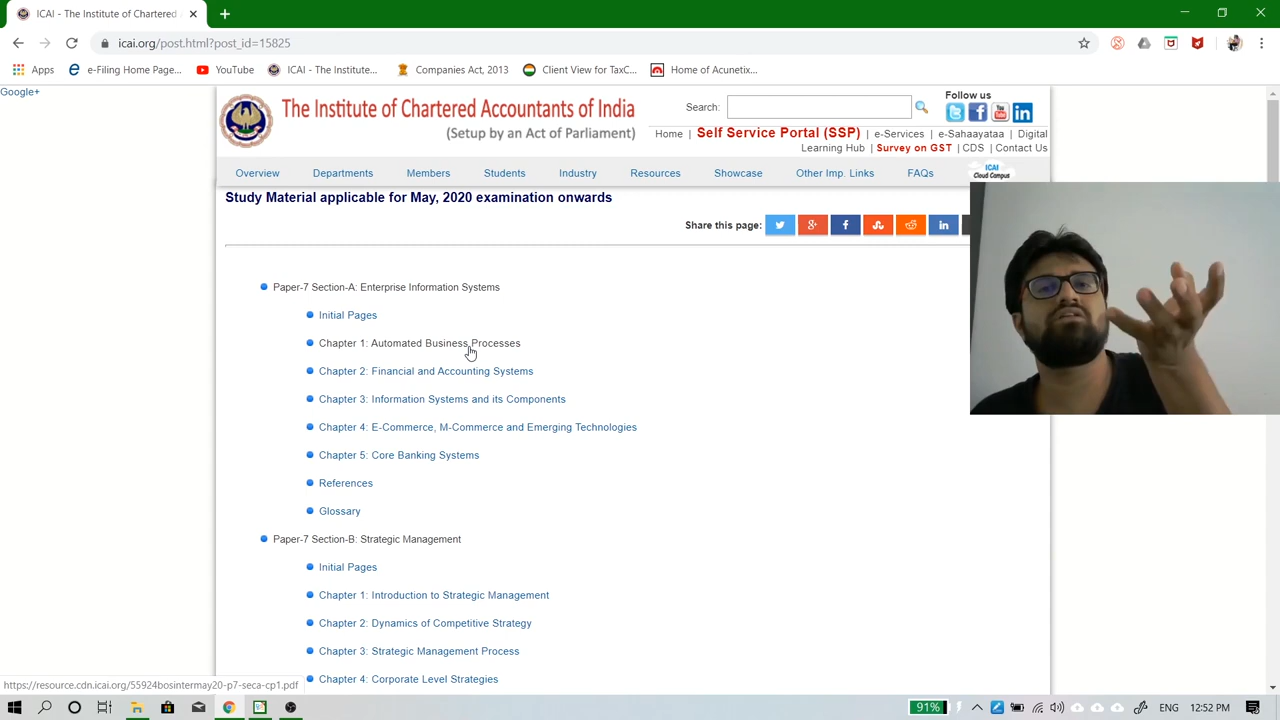 ICAI - The Institute of Chartered
icai.org/post.html?post_id=15825
Apps e-Filing Home Page... YouTube ICAI - The Institute... Companies Act, 2013 Client View for TaxC... Home of Acunetix...
Google+
The Institute of Chartered Accountants of India
(Setup by an Act of Parliament)
Search:
Follow us
Home | Self Service Portal (SSP) | e-Services | e-Sahaayataa | Digital
Learning Hub | Survey on GST | CDS | Contact Us
Overview Departments Members Students Industry Resources Showcase Other Imp. Links FAQs ICAI Cloud Campus
Study Material applicable for May, 2020 examination onwards
Share this page:
Paper-7 Section-A: Enterprise Information Systems
Initial Pages
Chapter 1: Automated Business Processes
Chapter 2: Financial and Accounting Systems
Chapter 3: Information Systems and its Components
Chapter 4: E-Commerce, M-Commerce and Emerging Technologies
Chapter 5: Core Banking Systems
References
Glossary
Paper-7 Section-B: Strategic Management
Initial Pages
Chapter 1: Introduction to Strategic Management
Chapter 2: Dynamics of Competitive Strategy
Chapter 3: Strategic Management Process
Chapter 4: Corporate Level Strategies
https://resource.cdn.icai.org/55924bosintermay20-p7-seca-cp1.pdf
91% ENG 12:52 PM